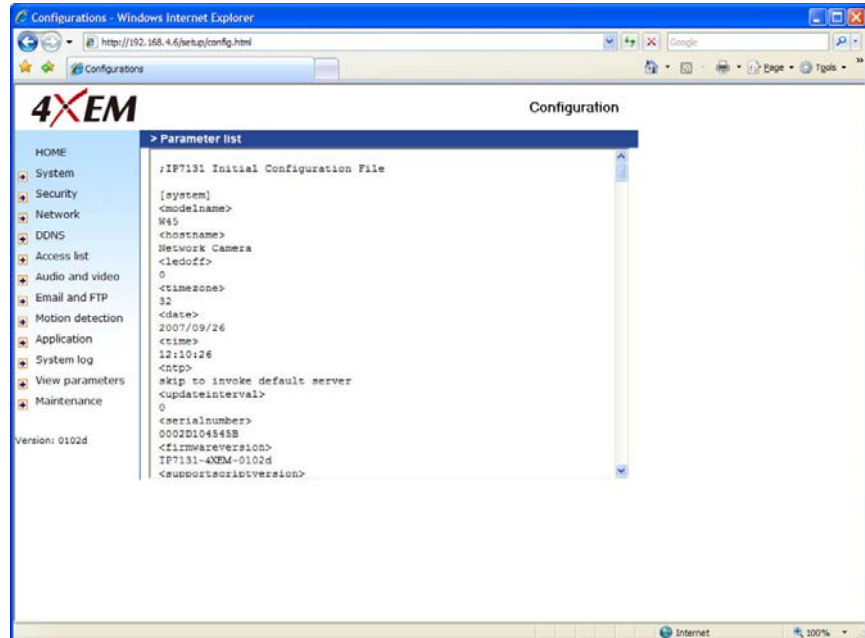 Configurations - Windows Internet Explorer
http://192.168.4.6/setup/config.html
Google
Configurations
Page
Tools
4XEM
Configuration
> Parameter list
HOME
System
Security
Network
DDNS
Access list
Audio and video
Email and FTP
Motion detection
Application
System log
View parameters
Maintenance
Version: 0102d
;IP7131 Initial Configuration File
[system]
<modelname>
W45
<hostname>
Network Camera
<ledoff>
0
<timezone>
32
<date>
2007/09/26
<time>
12:10:26
<ntp>
skip to invoke default server
<updateinterval>
0
<serialnumber>
0002D104545B
<firmwareversion>
IP7131-4XEM-0102d
<supportscriptversion>
Internet
100%